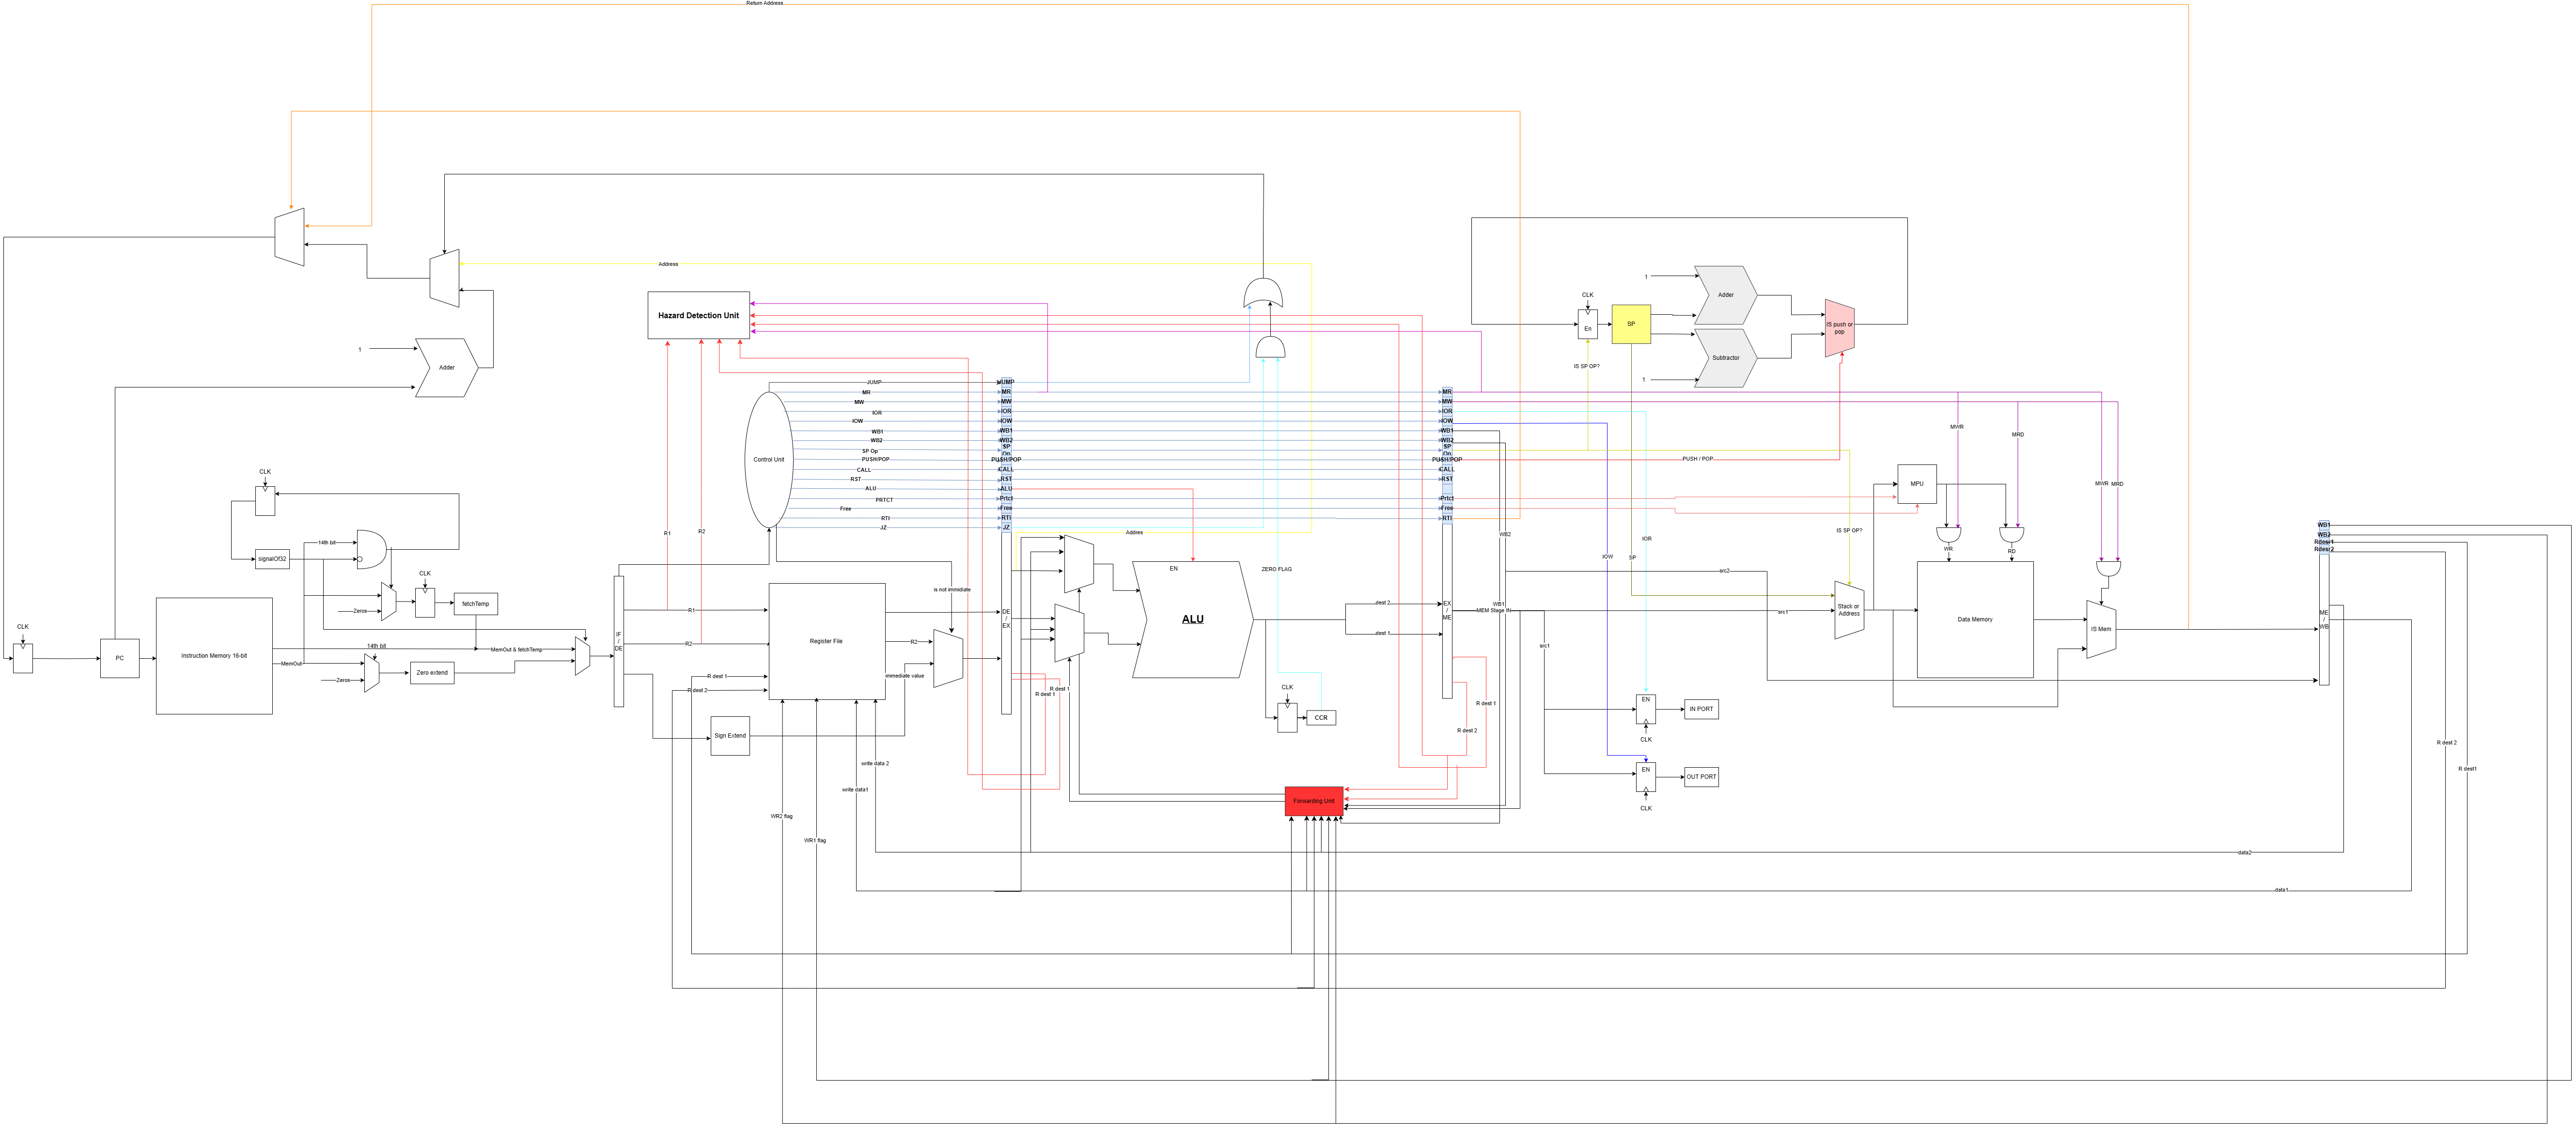 Return Address
Address
1
Adder
Hazard Detection Unit
CLK
En
SP
1
Adder
Subtractor
1
IS push or
pop
IS SP OP?
JUMP
MR
MW
IOR
IOW
WB1
WB2
SP Op
PUSH/POP
CALL
RST
ALU
PRTCT
Free
RTI
JZ
Control Unit
JUMP
MR
MW
IOR
IOW
WB1
WB2
SP
Op
PUSH/POP
CALL
RST
ALU
Prtct
Free
RTI
JZ
MR
MW
IOR
IOW
WB1
WB2
SP
Op
PUSH/POP
CALL
RST
Prtct
Free
RTI
PUSH / POP
MWR
MRD
MWR
MRD
MPU
WR
RD
IS SP OP?
CLK
signalOf32
14th bit
Zeros
CLK
fetchTemp
R1
R2
Addres
EN
ZERO FLAG
WB2
IOW
IOR
SP
WB1
WB2
Rdesr1
Rdesr2
is not immidiate
CLK
PC
Instruction Memory 16-bit
MemOut
14th bit
Zeros
Zero extend
MemOut & fetchTemp
IF
/
DE
R1
R2
Register File
R2
R dest 1
R dest 2
immediate value
Sign Extend
DE
/
EX
R dest 1
R dest 1
ALU
dest 2
dest 1
CLK
CCR
EX
/
ME
WB1
MEM Stage IN
src1
src2
src1
R dest 1
R dest 2
EN
CLK
IN PORT
EN
CLK
OUT PORT
Stack or
Address
Data Memory
IS Mem
ME
/
WB
R dest 2
R dest1
write data 2
write data1
WR2 flag
WR1 flag
Forwarding Unit
data2
data1